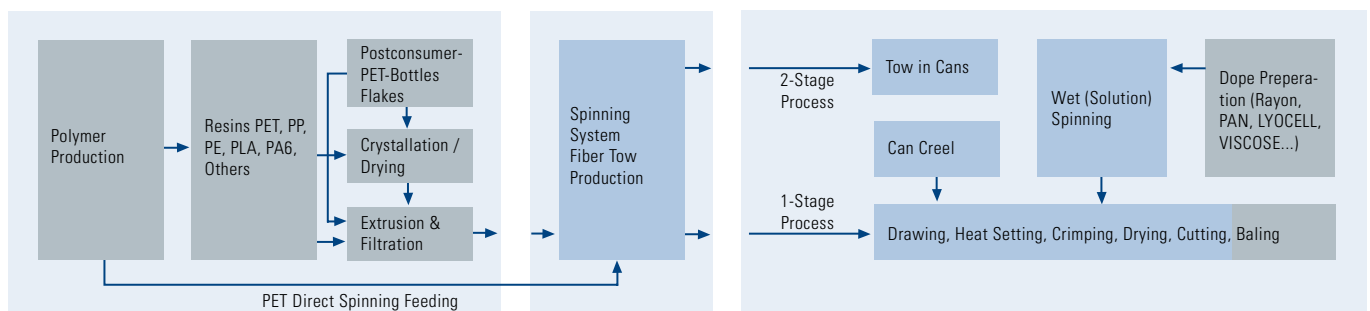 Polymer
Production
Resins PET, PP,
PE, PLA, PA6,
Others
Postconsumer-
PET-Bottles
Flakes
Crystallation /
Drying
Extrusion &
Filtration
PET Direct Spinning Feeding
Spinning
System
Fiber Tow
Production
2-Stage
Process
1-Stage
Process
Tow in Cans
Can Creel
Wet (Solution)
Spinning
Dope Prepera-
tion (Rayon,
PAN, LYOCELL,
VISCOSE...)
Drawing, Heat Setting, Crimping, Drying, Cutting, Baling